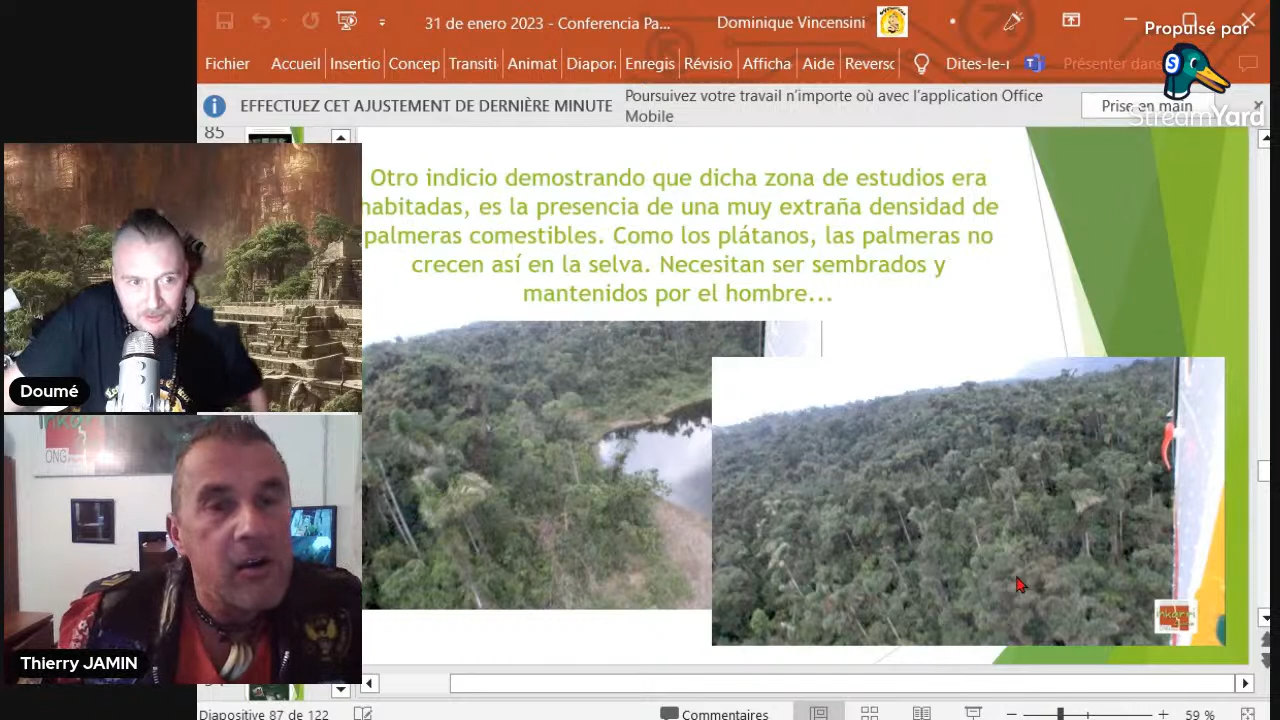 31 de enero 2023 - Conferencia Pa...
Dominique Vincensini
Propulsé par
Fichier Accueil Insertio Concep Transiti Animat Diapora Enregis Révisio Afficha Aide Reverso Dites-le-r Présenter dans
StreamYard
EFFECTUEZ CET AJUSTEMENT DE DERNIÈRE MINUTE
Poursuivez votre travail n'importe où avec l'application Office
Mobile
Prise en main
85
Otro indicio demostrando que dicha zona de estudios era
habitadas, es la presencia de una muy extraña densidad de
palmeras comestibles. Como los plátanos, las palmeras no
crecen así en la selva. Necesitan ser sembrados y
mantenidos por el hombre...
Doumé
ONG
Thierry JAMIN
inkarri
Diapositive 87 de 122
Commentaires
59 %